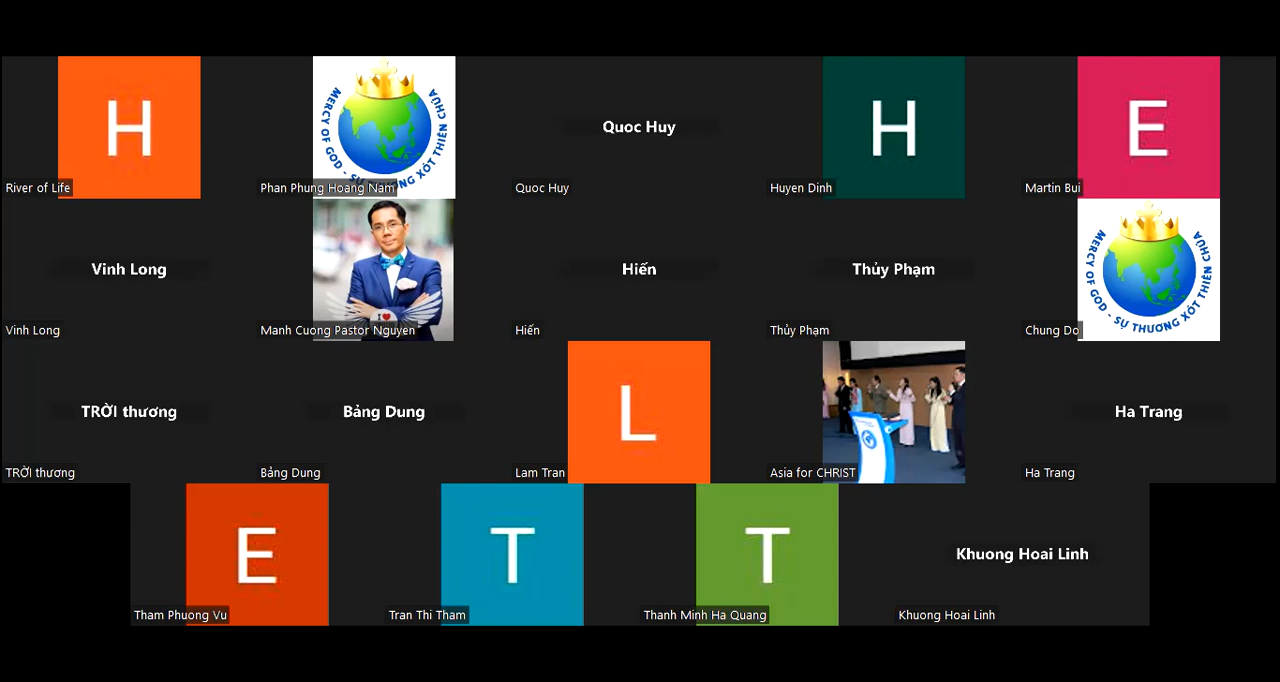 H
River of Life
MERCY OF GOD - SỰ THƯƠNG XÓT THIÊN CHÚA
Phan Phung Hoang Nam
Quoc Huy
Quoc Huy
H
Huyen Dinh
E
Martin Bui
Vinh Long
Vinh Long
I ❤
Manh Cuong Pastor Nguyen
Hiến
Hiến
Thủy Phạm
Thủy Phạm
MERCY OF GOD - SỰ THƯƠNG XÓT THIÊN CHÚA
Chung Do
TRỜI thương
TRỜI thương
Bảng Dung
Bảng Dung
L
Lam Tran
Asia for CHRIST
Ha Trang
Ha Trang
E
Tham Phuong Vu
T
Tran Thi Tham
T
Thanh Minh Ha Quang
Khuong Hoai Linh
Khuong Hoai Linh